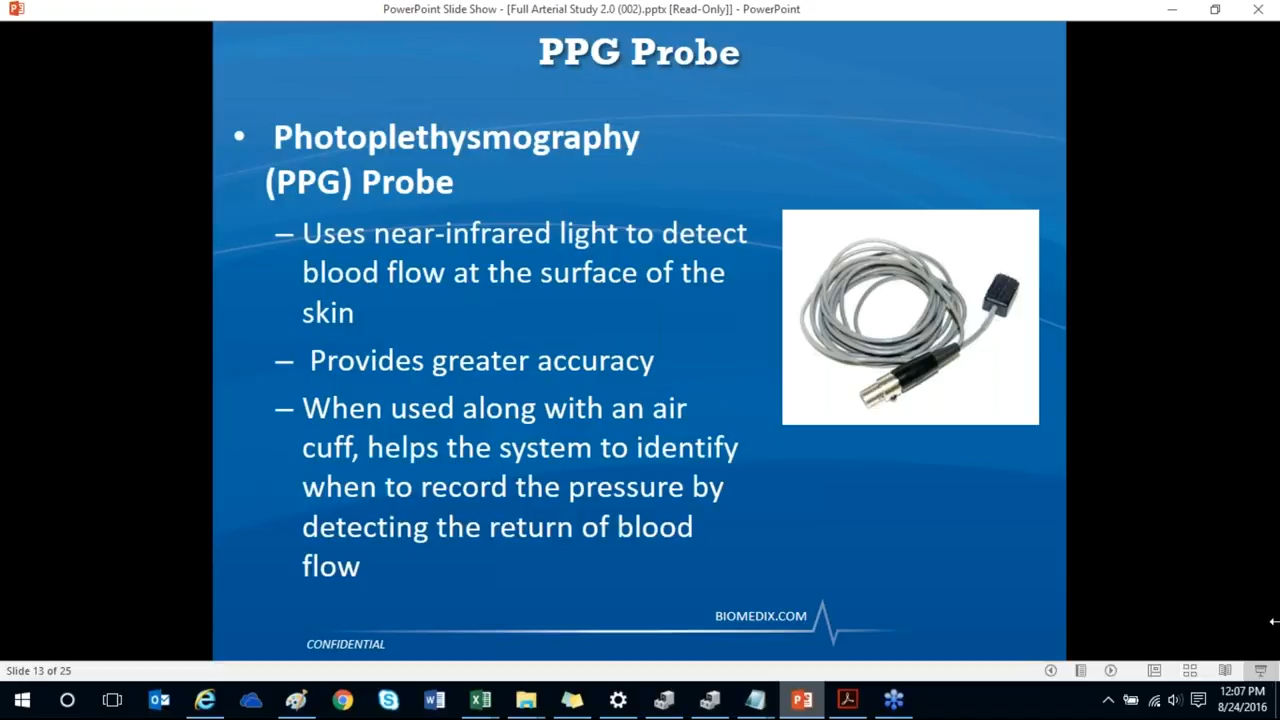 PowerPoint Slide Show - [Full Arterial Study 2.0 (002).pptx [Read-Only]] - PowerPoint
PPG Probe
• Photoplethysmography
(PPG) Probe
– Uses near-infrared light to detect
blood flow at the surface of the
skin
– Provides greater accuracy
– When used along with an air
cuff, helps the system to identify
when to record the pressure by
detecting the return of blood
flow
BIOMEDIX.COM
CONFIDENTIAL
Slide 13 of 25
12:07 PM
8/24/2016